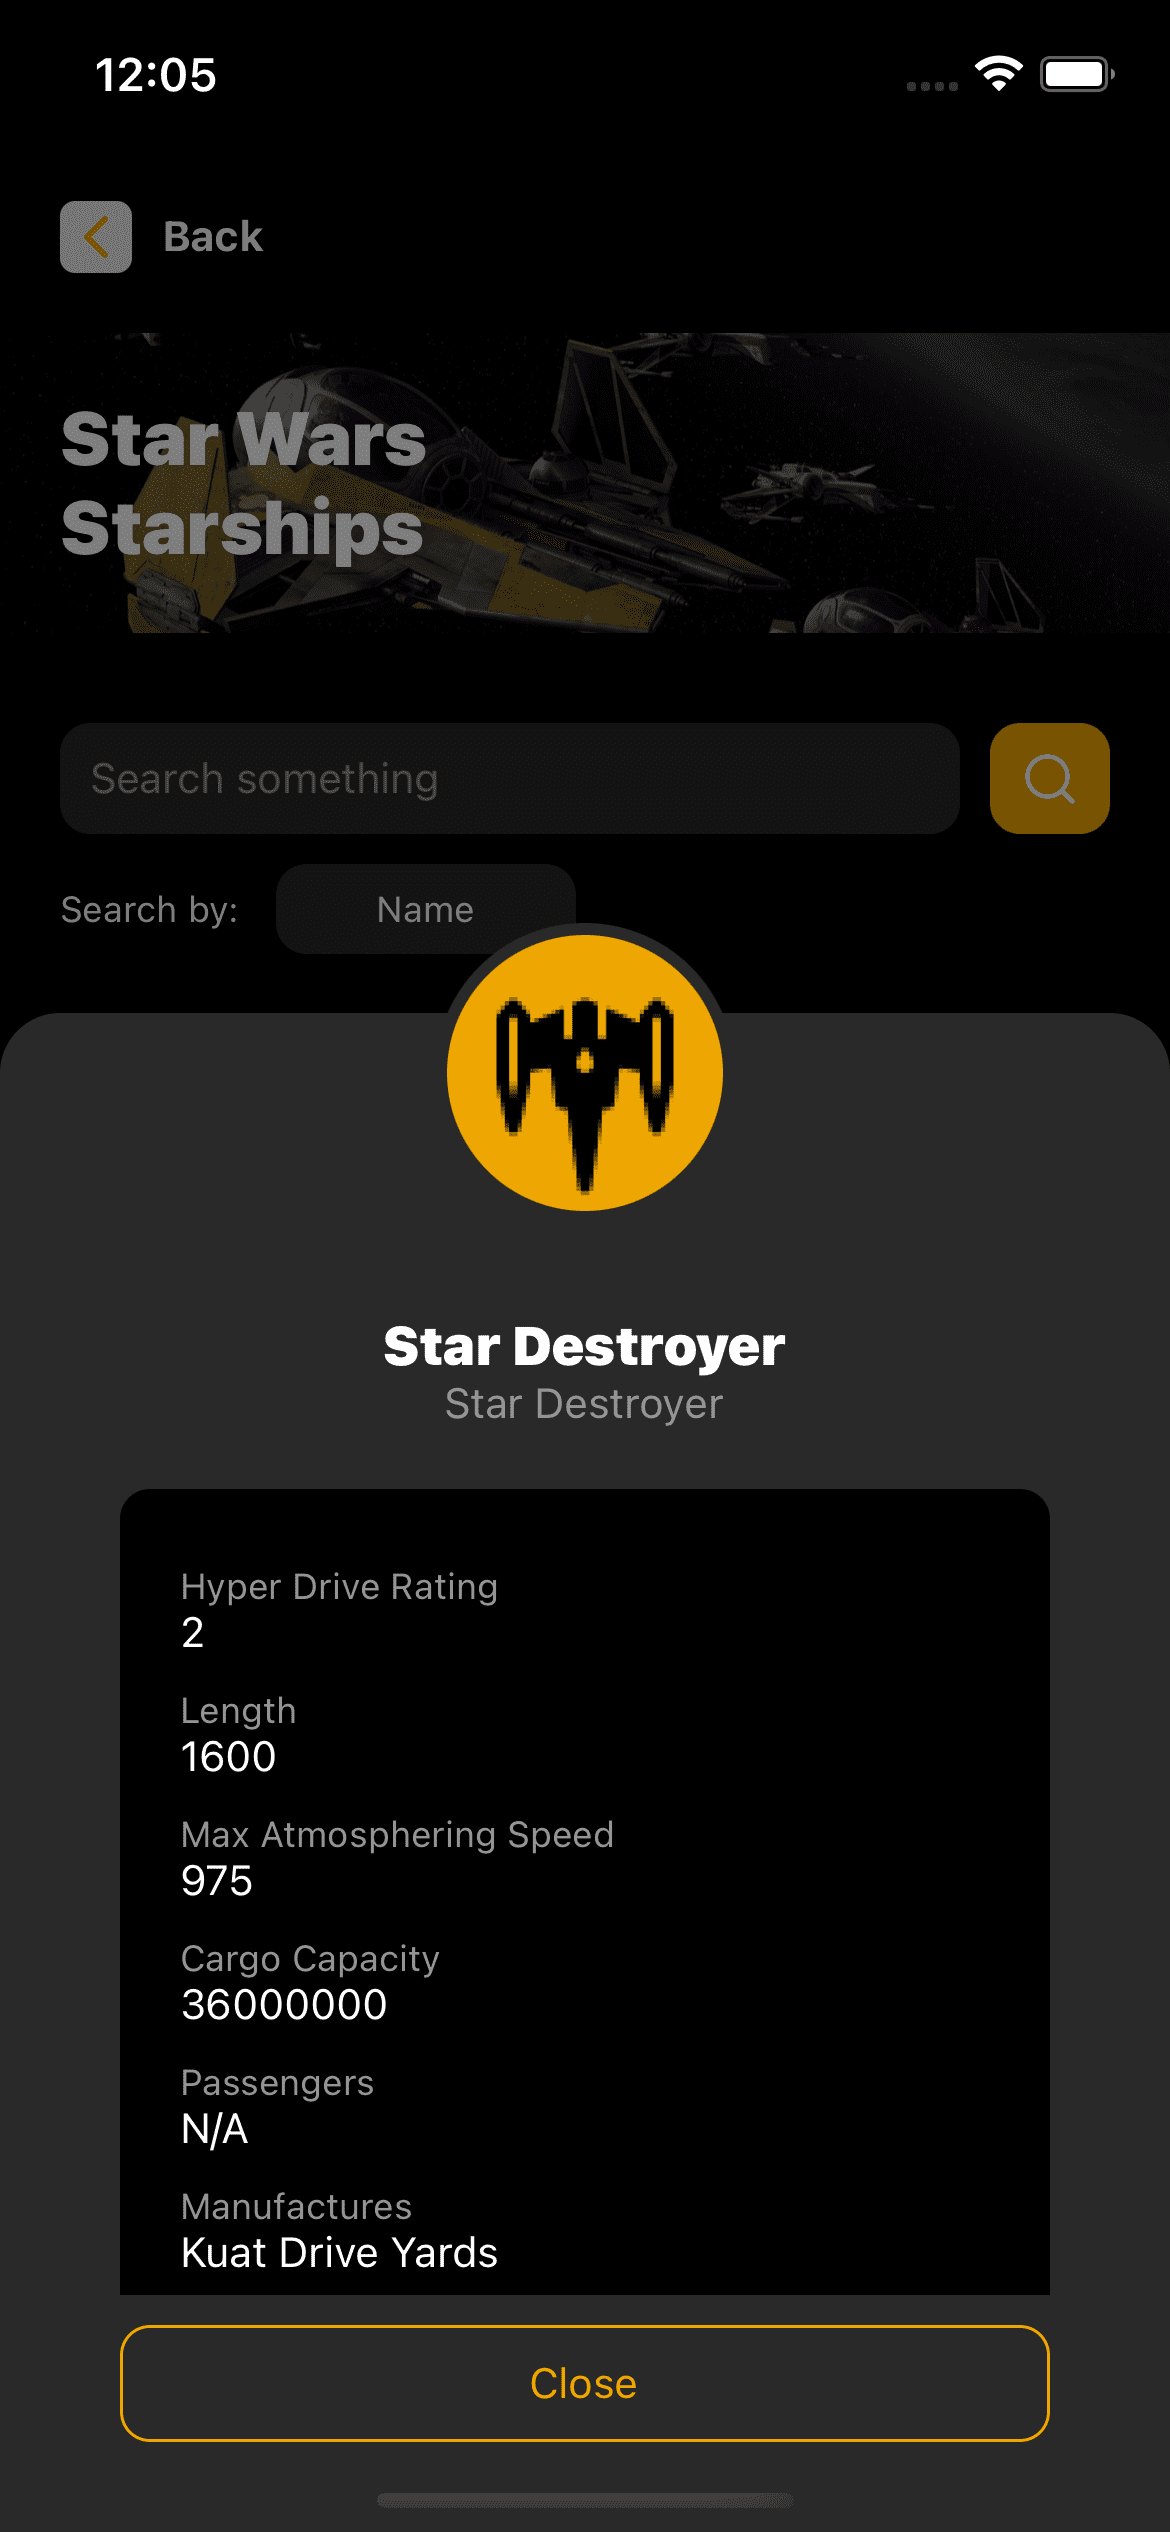 12:05
Back
Star Wars
Starships
Search something
Search by:
Name
Star Destroyer
Star Destroyer
Hyper Drive Rating
2
Length
1600
Max Atmosphering Speed
975
Cargo Capacity
36000000
Passengers
N/A
Manufactures
Kuat Drive Yards
Close